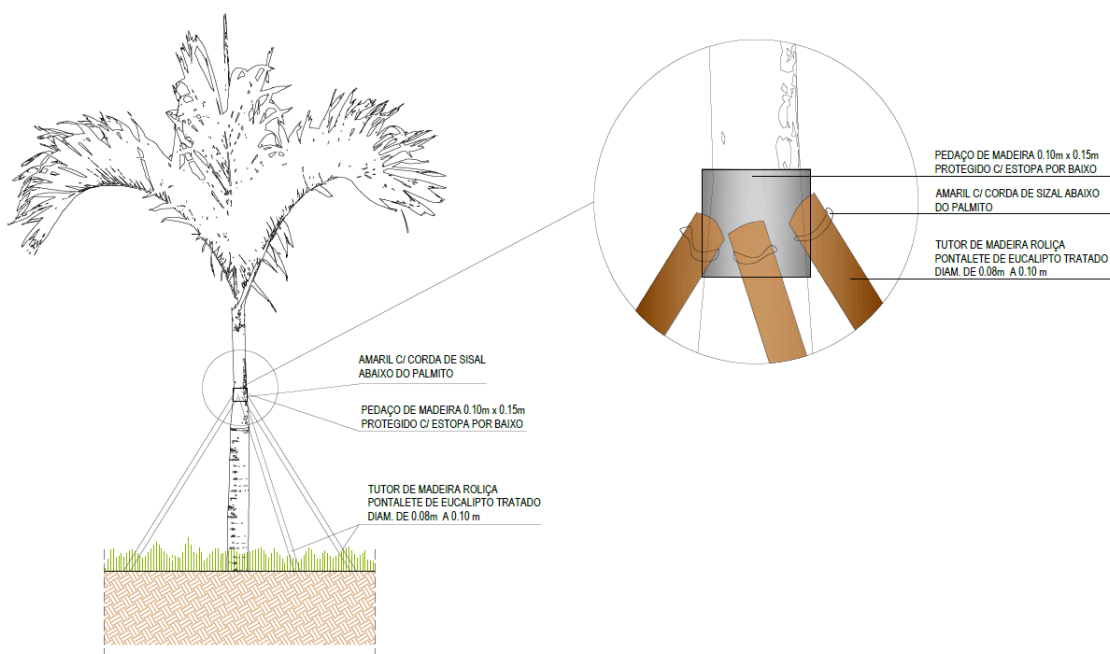 AMARIL C/ CORDA DE SISAL
ABAIXO DO PALMITO
PEDAÇO DE MADEIRA 0.10m x 0.15m
PROTEGIDO C/ ESTOPA POR BAIXO
TUTOR DE MADEIRA ROLIÇA
PONTALETE DE EUCALIPTO TRATADO
DIAM. DE 0.08m A 0.10 m
PEDAÇO DE MADEIRA 0.10m x 0.15m
PROTEGIDO C/ ESTOPA POR BAIXO
AMARIL C/ CORDA DE SIZAL ABAIXO
DO PALMITO
TUTOR DE MADEIRA ROLIÇA
PONTALETE DE EUCALIPTO TRATADO
DIAM. DE 0.08m A 0.10 m